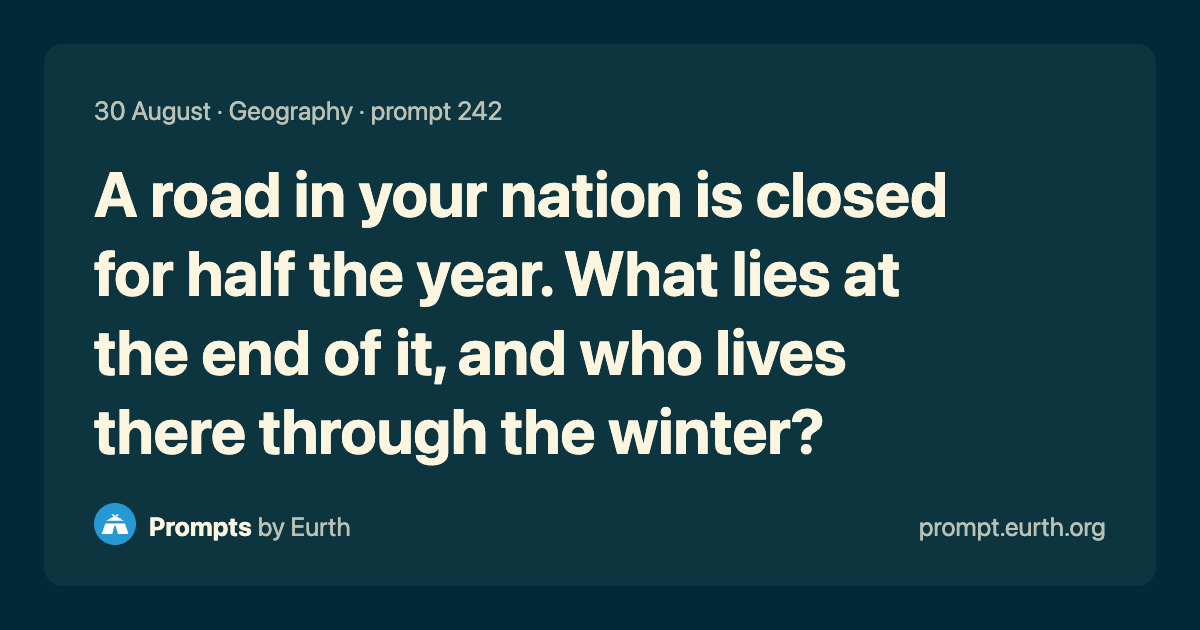 30 August · Geography · prompt 242
A road in your nation is closed
for half the year. What lies at
the end of it, and who lives
there through the winter?
Prompts by Eurth
prompt.eurth.org